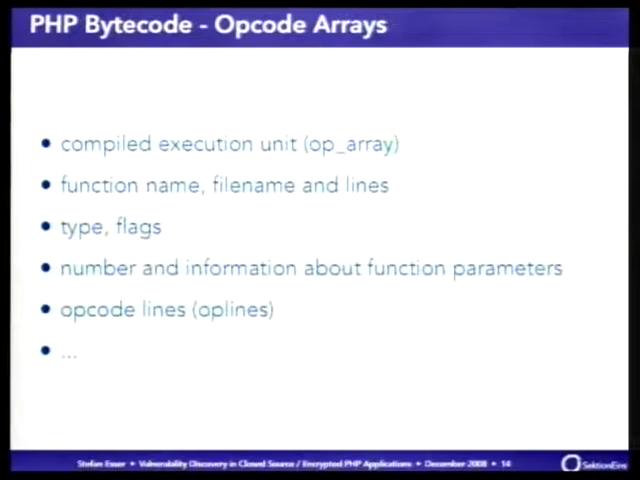 PHP Bytecode - Opcode Arrays
• compiled execution unit (op_array)
• function name, filename and lines
• type, flags
• number and information about function parameters
• opcode lines (oplines)
• ...
Stefan Esser • Vulnerability Discovery in Closed Source / Encrypted PHP Applications • December 2008 • 14
SektionEins